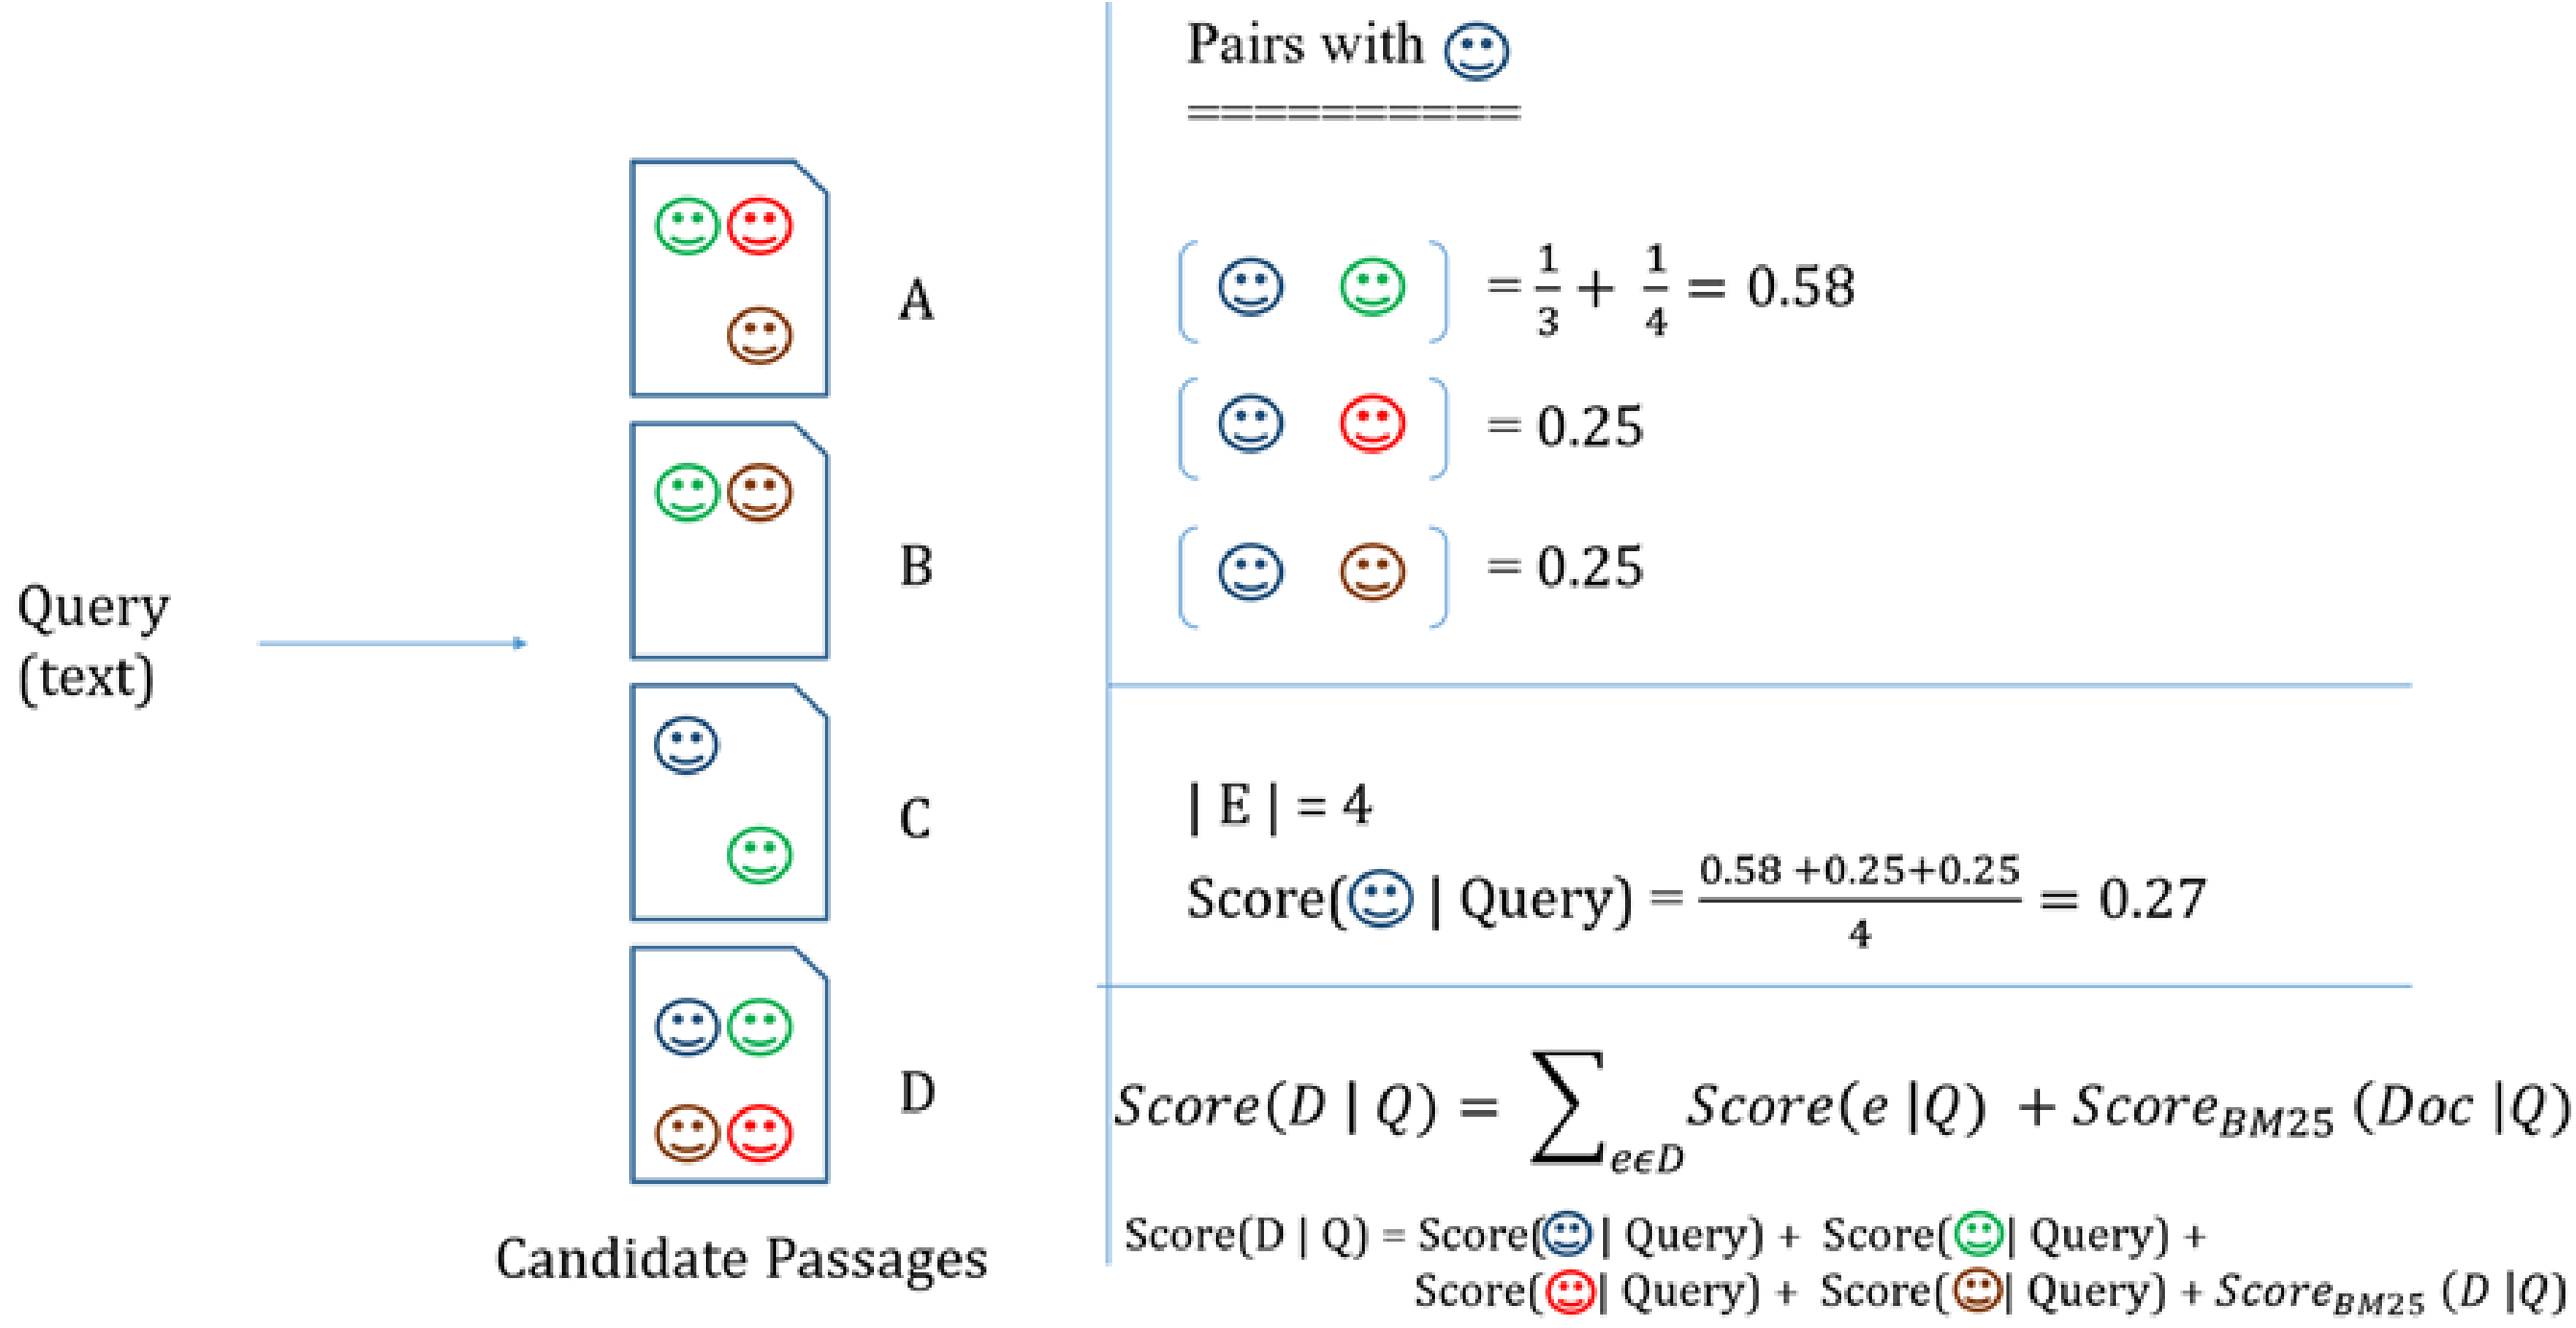 Query
(text)
A
B
C
D
Candidate Passages
Pairs with
==========
= 1/3 + 1/4 = 0.58
= 0.25
= 0.25
| E | = 4
Score( | Query) = 0.58 +0.25+0.25 / 4 = 0.27
Score(D | Q) = ∑eϵD Score(e |Q) + ScoreBM25 (Doc |Q)
Score(D | Q) = Score( | Query) + Score( | Query) +
Score( | Query) + Score( | Query) + ScoreBM25 (D |Q)